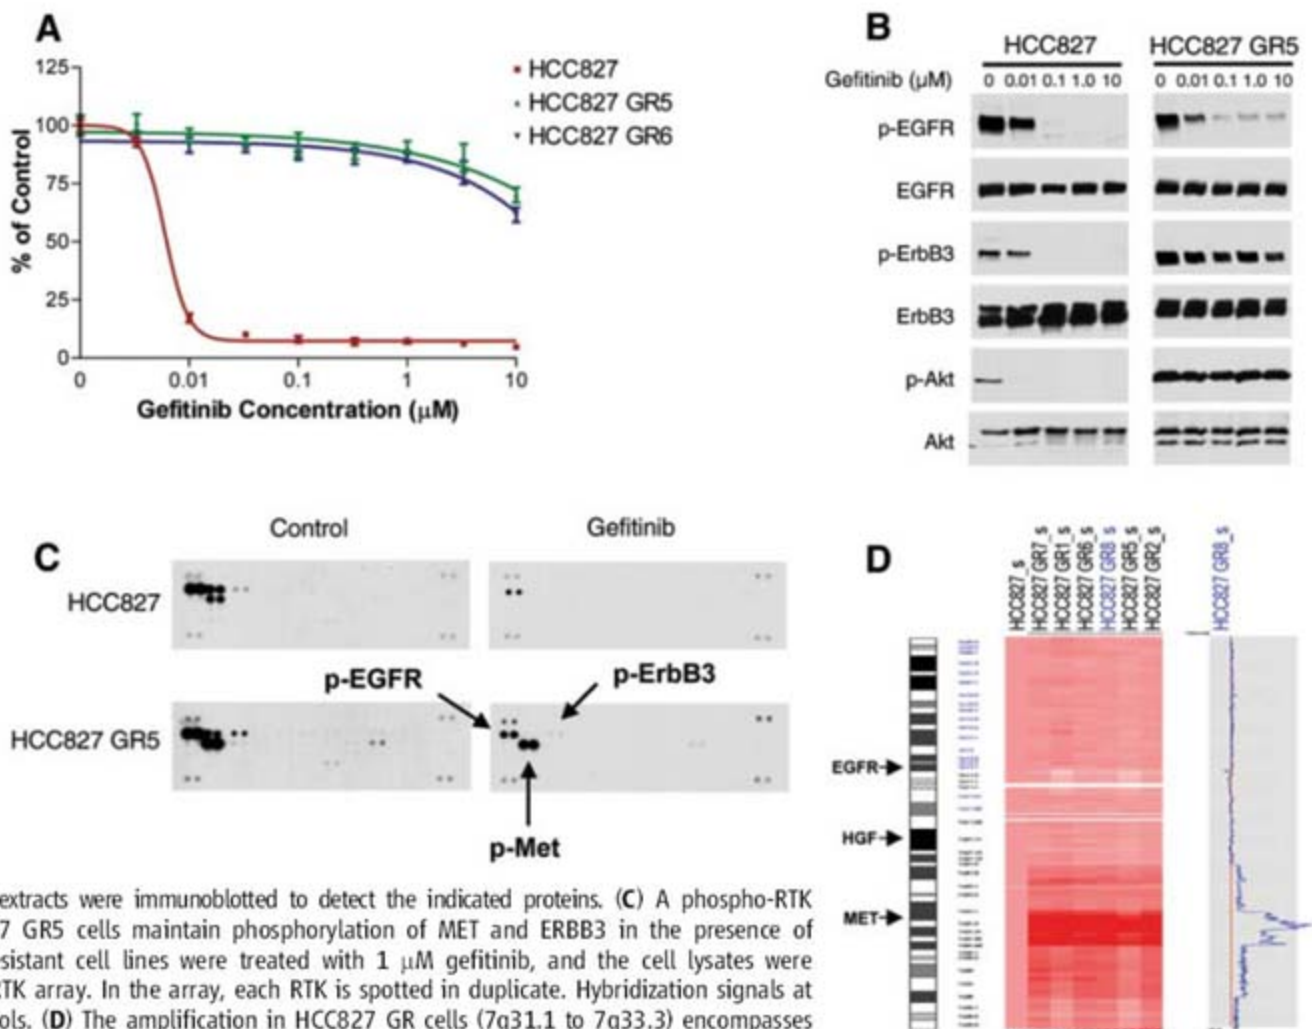 A
125
100
75
50
25
0
% of Control
0 0.01 0.1 1 10
Gefitinib Concentration (μM)
HCC827
HCC827 GR5
HCC827 GR6
B
HCC827 HCC827 GR5
Gefitinib (μM) 0 0.01 0.1 1.0 10 0 0.01 0.1 1.0 10
p-EGFR
EGFR
p-ErbB3
ErbB3
p-Akt
Akt
C
Control Gefitinib
HCC827
p-EGFR p-ErbB3
HCC827 GR5
p-Met
D
HCC827_s
HCC827 GR7_s
HCC827 GR1_s
HCC827 GR6_s
HCC827 GR8_s
HCC827 GR5_s
HCC827 GR2_s
HCC827 GR8_s
EGFR
HGF
MET
extracts were immunoblotted to detect the indicated proteins. (C) A phospho-RTK
7 GR5 cells maintain phosphorylation of MET and ERBB3 in the presence of
esistant cell lines were treated with 1 μM gefitinib, and the cell lysates were
RTK array. In the array, each RTK is spotted in duplicate. Hybridization signals at
ols. (D) The amplification in HCC827 GR cells (7q31.1 to 7q33.3) encompasses